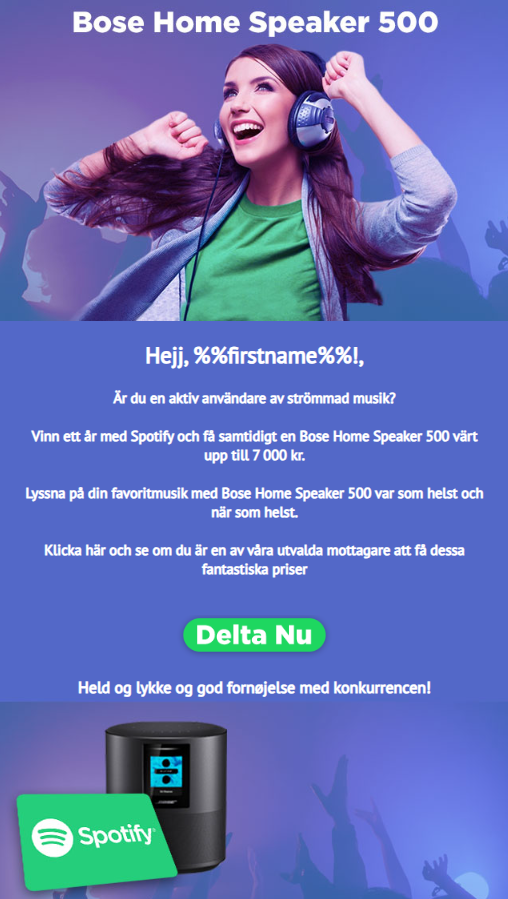 Bose Home Speaker 500
Hejj, %%firstname%%!,
Är du en aktiv användare av strömmad musik?
Vinn ett år med Spotify och få samtidigt en Bose Home Speaker 500 värt
upp till 7 000 kr.
Lyssna på din favoritmusik med Bose Home Speaker 500 var som helst och
när som helst.
Klicka här och se om du är en av våra utvalda mottagare att få dessa
fantastiska priser
Delta Nu
Held og lykke og god fornøjelse med konkurrencen!
Spotify